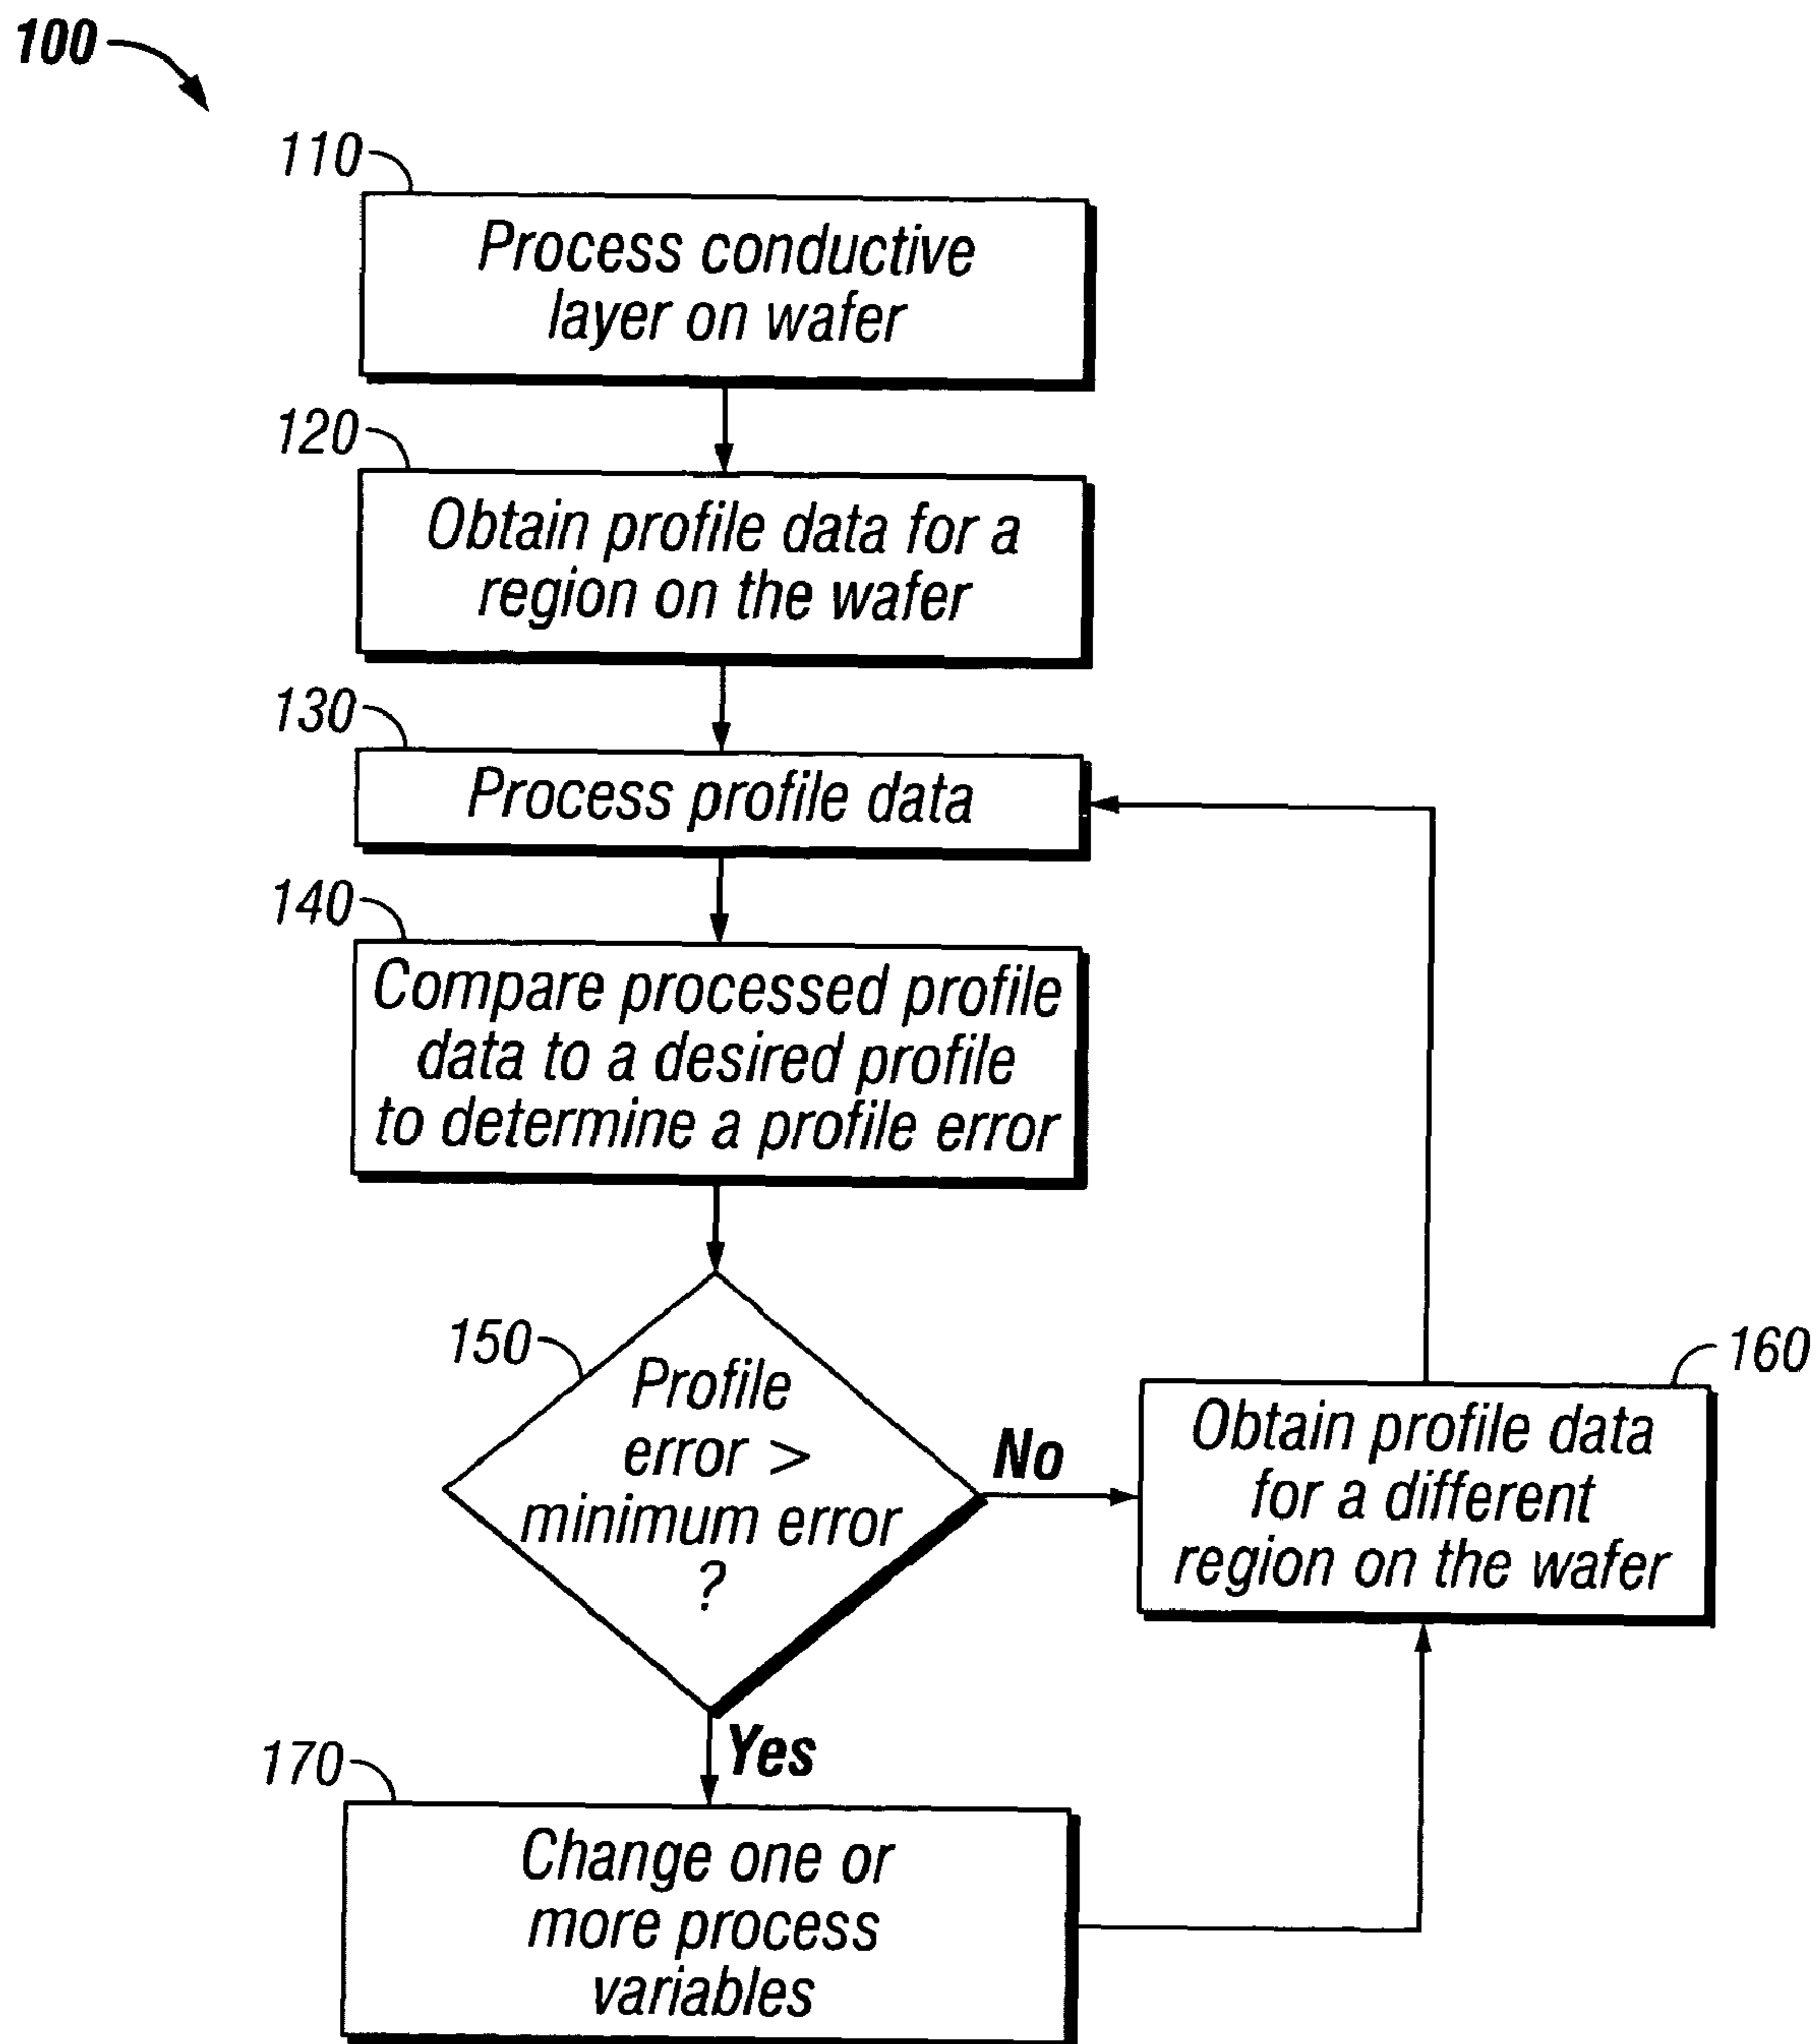 100
110
Process conductive
layer on wafer
120
Obtain profile data for a
region on the wafer
130
Process profile data
140
Compare processed profile
data to a desired profile
to determine a profile error
150
Profile
error >
minimum error
?
No
160
Obtain profile data
for a different
region on the wafer
Yes
170
Change one or
more process
variables